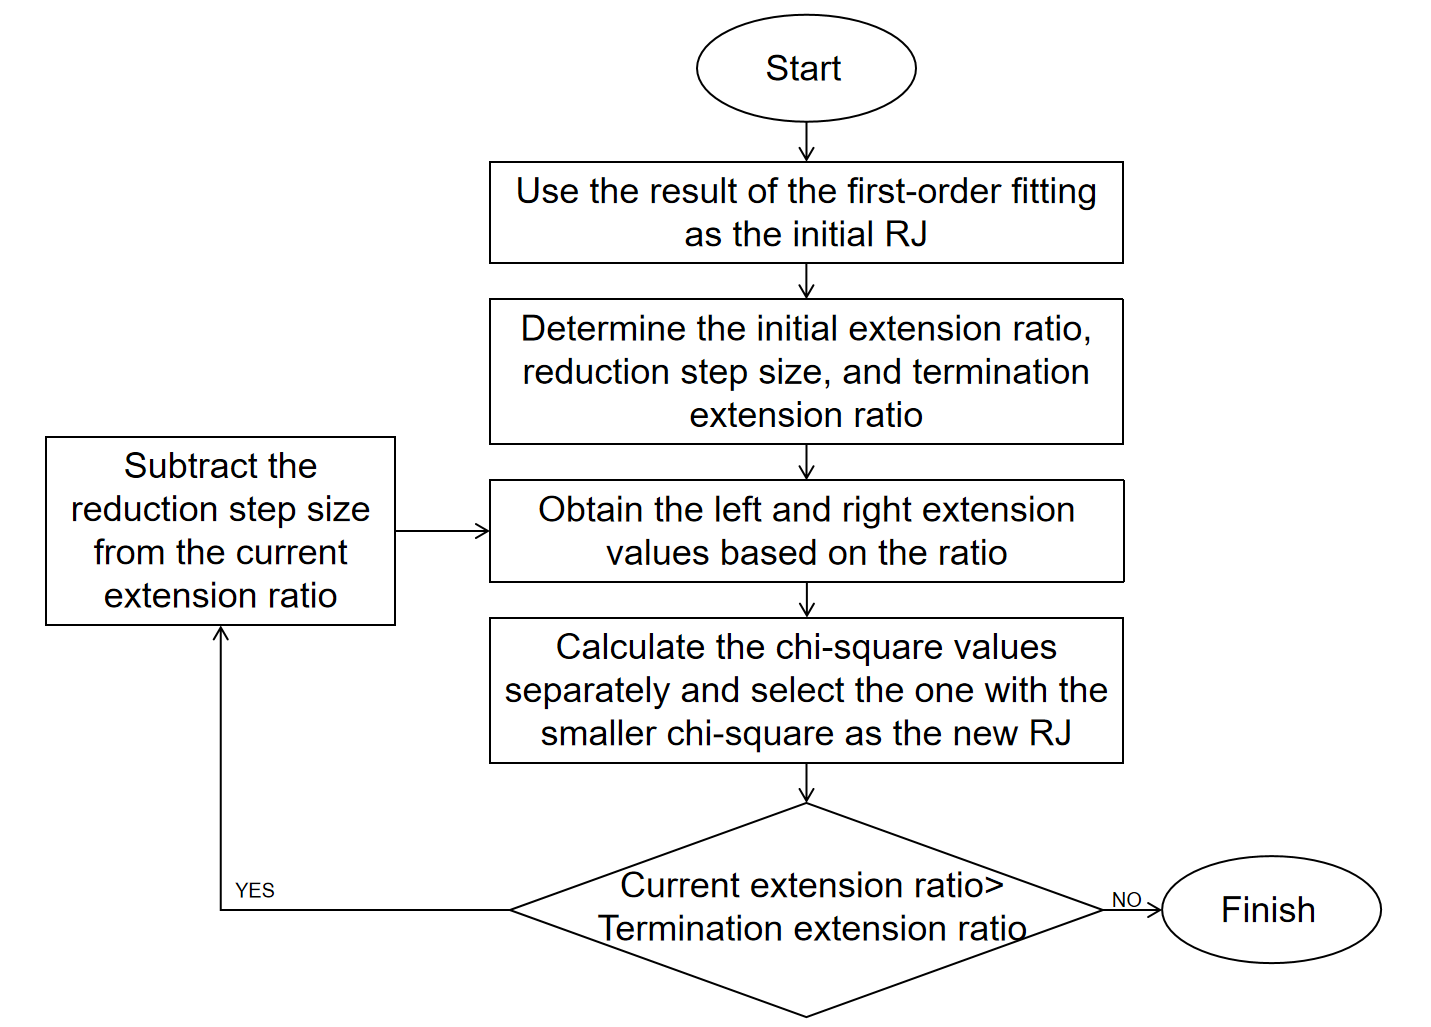 Start
Use the result of the first-order fitting
as the initial RJ
Determine the initial extension ratio,
reduction step size, and termination
extension ratio
Subtract the
reduction step size
from the current
extension ratio
Obtain the left and right extension
values based on the ratio
Calculate the chi-square values
separately and select the one with the
smaller chi-square as the new RJ
Current extension ratio>
Termination extension ratio
YES
NO
Finish